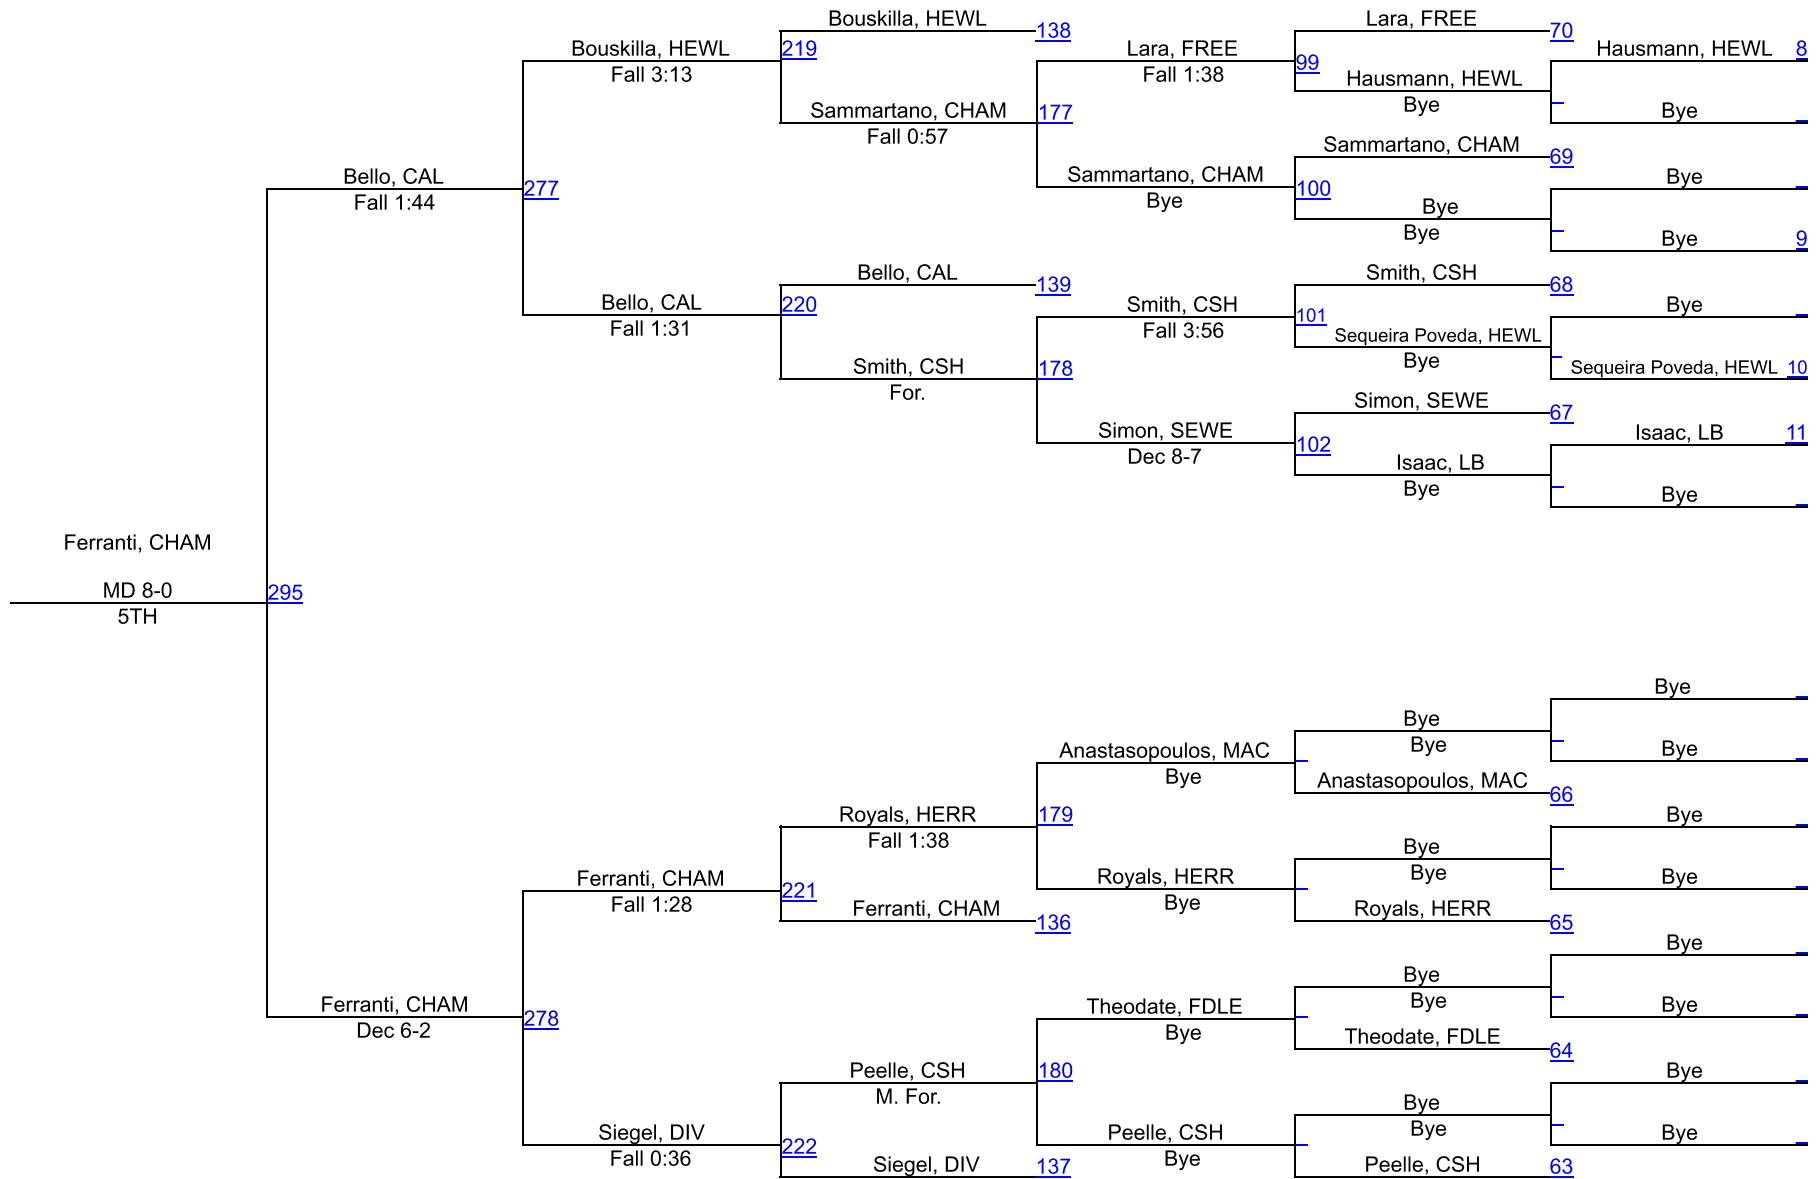 Bouskilla, HEWL
138
Lara, FREE
70
Bouskilla, HEWL
219
Lara, FREE
Hausmann, HEWL
8
Fall 3:13
Fall 1:38
99
Hausmann, HEWL
Bye
Sammartano, CHAM
177
Bye
Fall 0:57
Sammartano, CHAM
69
Bello, CAL
277
Sammartano, CHAM
100
Bye
Fall 1:44
Bye
Bye
Bye
Bye
9
Bello, CAL
139
Smith, CSH
68
Bello, CAL
220
Smith, CSH
101
Bye
Fall 1:31
Fall 3:56
Sequeira Poveda, HEWL
Bye
Smith, CSH
178
Sequeira Poveda, HEWL
10
For.
Simon, SEWE
67
Simon, SEWE
102
Isaac, LB
11
Dec 8-7
Isaac, LB
Bye
Bye
Ferranti, CHAM
MD 8-0
295
5TH
Bye
Bye
Bye
Bye
Anastasopoulos, MAC
Bye
Anastasopoulos, MAC
66
Royals, HERR
179
Bye
Fall 1:38
Bye
Bye
Bye
Ferranti, CHAM
221
Royals, HERR
Fall 1:28
Bye
Ferranti, CHAM
136
Royals, HERR
65
Bye
Bye
Bye
Bye
Ferranti, CHAM
278
Theodate, FDLE
Dec 6-2
Bye
Theodate, FDLE
64
Peelle, CSH
180
Bye
M. For.
Bye
Bye
Bye
Siegel, DIV
222
Peelle, CSH
Fall 0:36
Bye
Siegel, DIV
137
Peelle, CSH
63